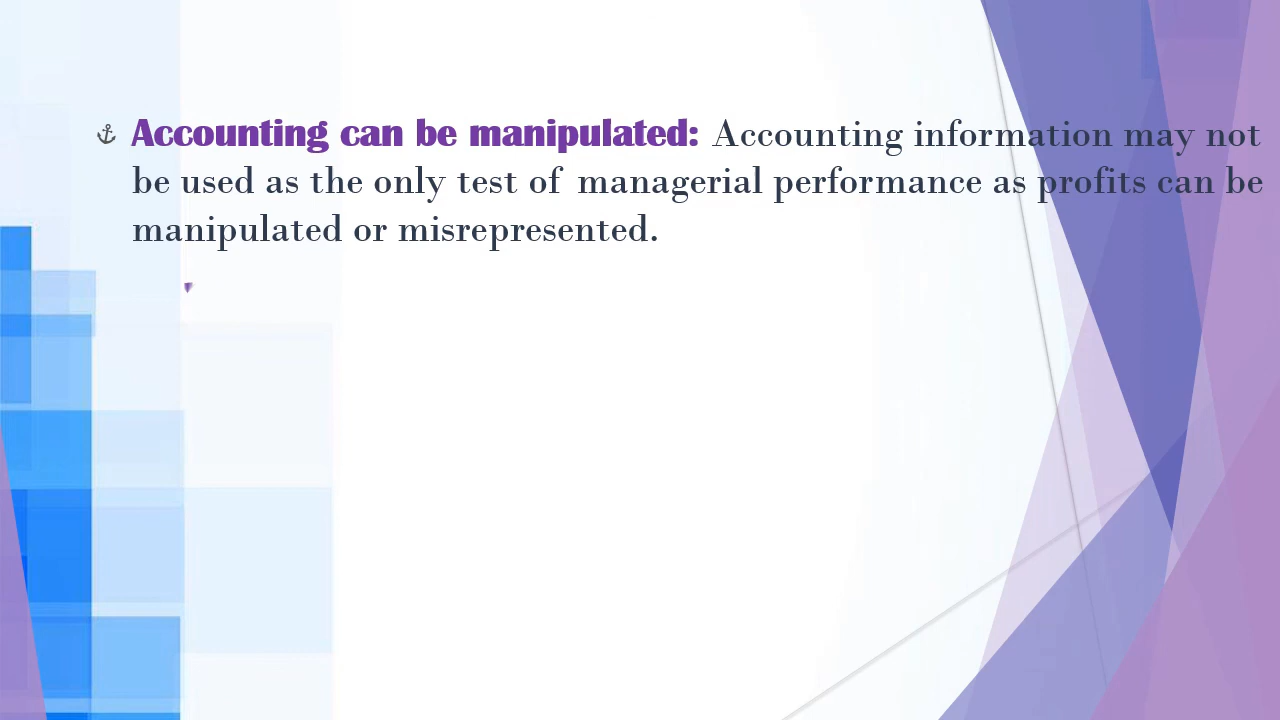 Accounting can be manipulated: Accounting information may not
be used as the only test of managerial performance as profits can be
manipulated or misrepresented.